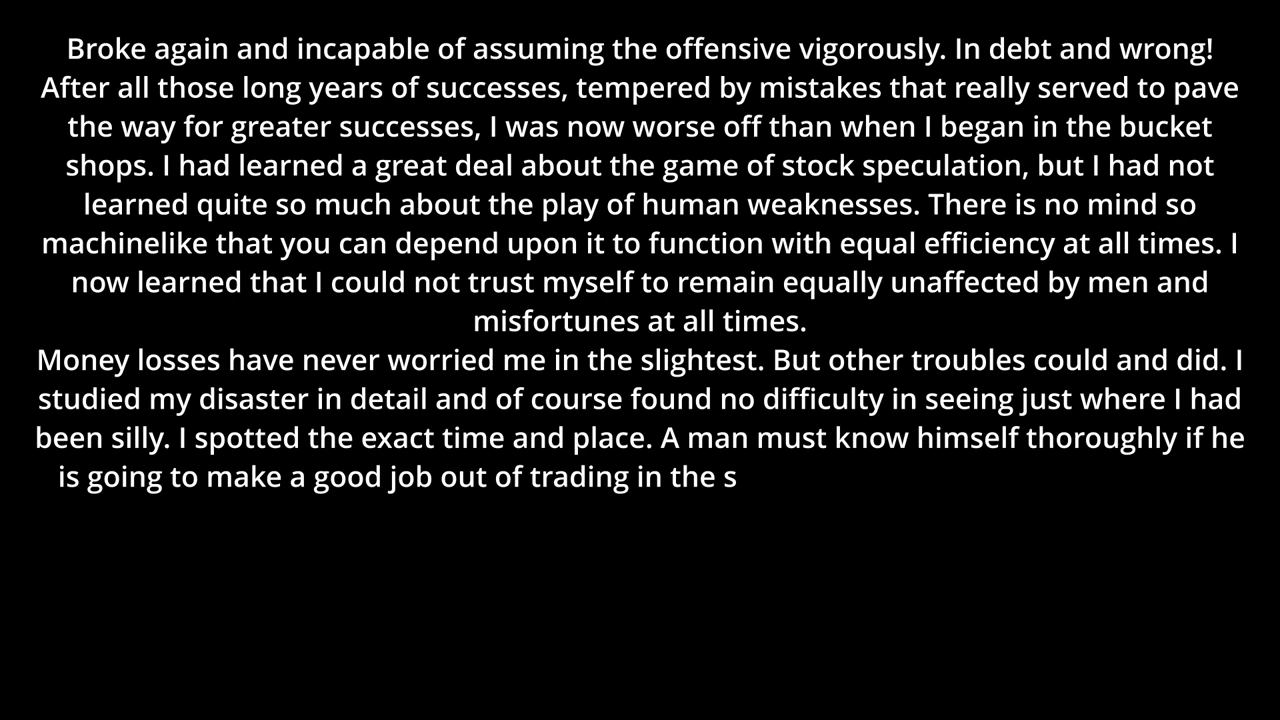 Broke again and incapable of assuming the offensive vigorously. In debt and wrong!
After all those long years of successes, tempered by mistakes that really served to pave
the way for greater successes, I was now worse off than when I began in the bucket
shops. I had learned a great deal about the game of stock speculation, but I had not
learned quite so much about the play of human weaknesses. There is no mind so
machinelike that you can depend upon it to function with equal efficiency at all times. I
now learned that I could not trust myself to remain equally unaffected by men and
misfortunes at all times.
Money losses have never worried me in the slightest. But other troubles could and did. I
studied my disaster in detail and of course found no difficulty in seeing just where I had
been silly. I spotted the exact time and place. A man must know himself thoroughly if he
is going to make a good job out of trading in the s